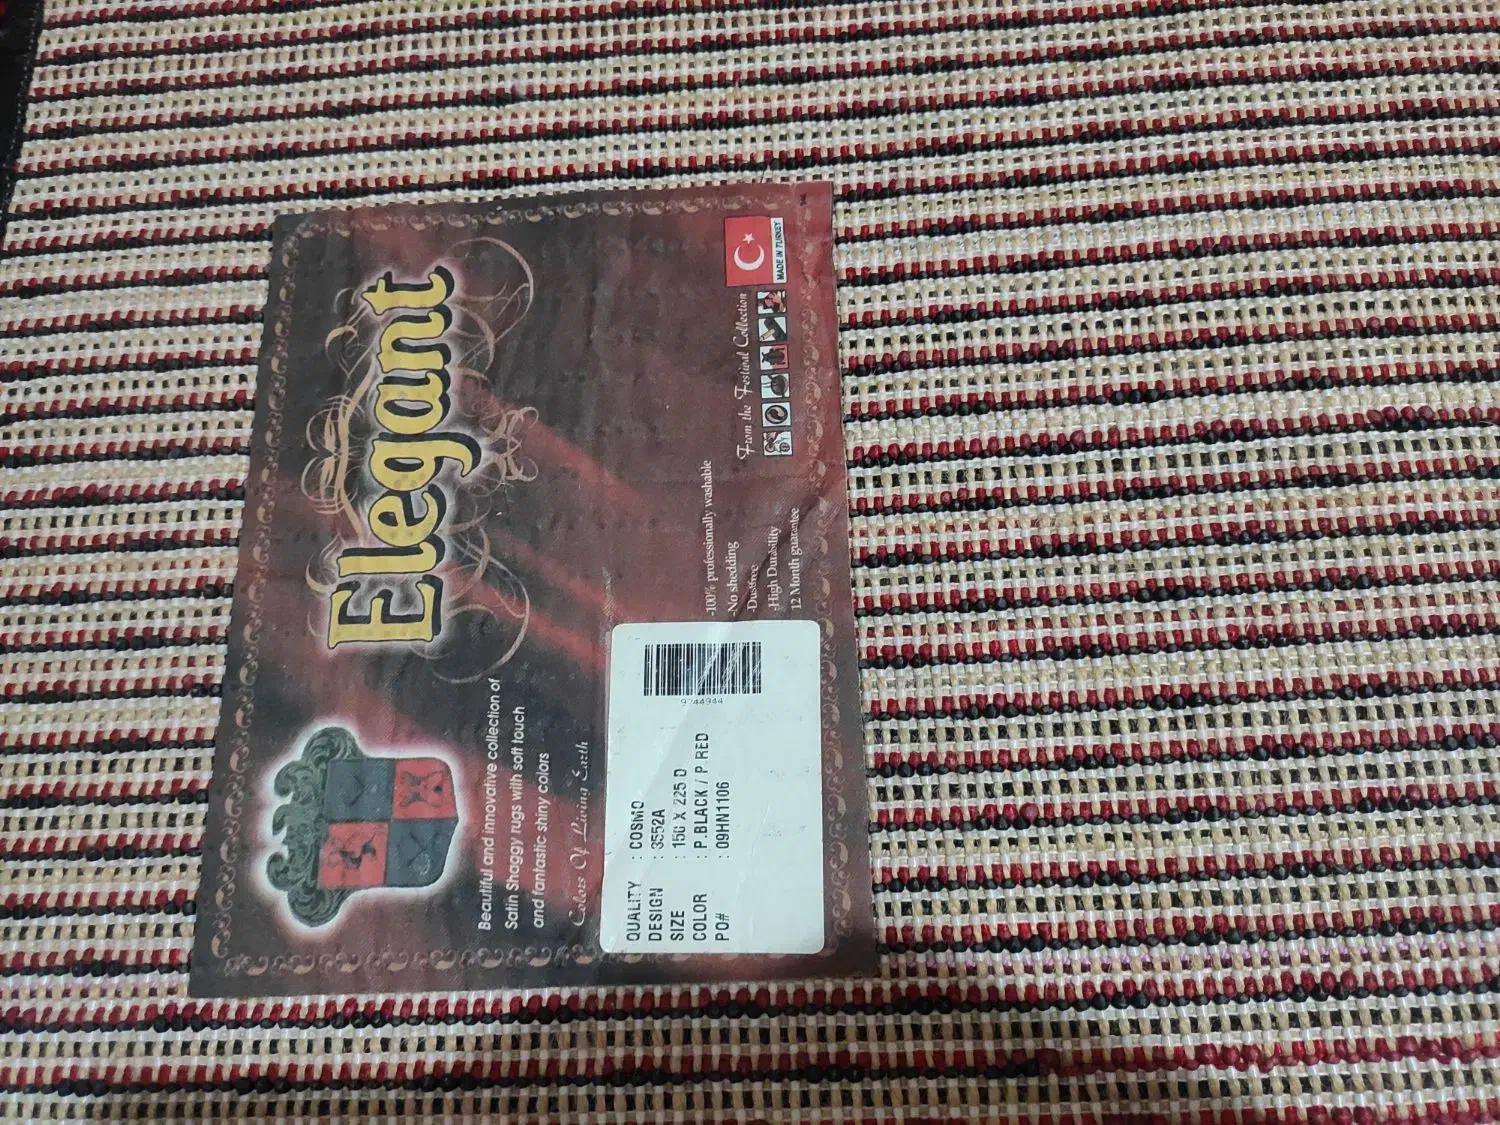 Elegant
Beautiful and innovative collection of
Satin Shaggy rugs with soft touch
and fantastic shiny colors
Colors Of Living Earth
-100% professionally washable
-No shedding
-Dustfree
-High Durability
12 Month guarantee
From the Festival Collection
MADE IN TURKEY
9744944
QUALITY : COSMO
DESIGN : 3552A
SIZE : 150 X 225 D
COLOR : P.BLACK / P.RED
PO# : 09HN1106